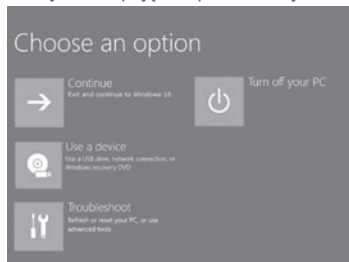 Choose an option
Continue
Exit and continue to Windows 10
Turn off your PC
Use a device
Use a USB drive, network connection, or
Windows recovery DVD
Troubleshoot
Refresh or reset your PC, or use
advanced tools